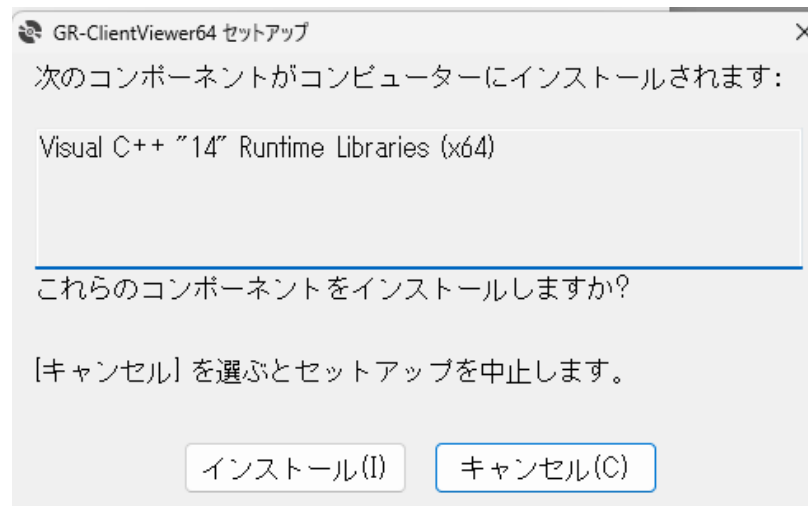 GR-ClientViewer64 セットアップ
次のコンポーネントがコンピューターにインストールされます:
Visual C++ "14" Runtime Libraries (x64)
これらのコンポーネントをインストールしますか?
[キャンセル] を選ぶとセットアップを中止します。
インストール(I)
キャンセル(C)